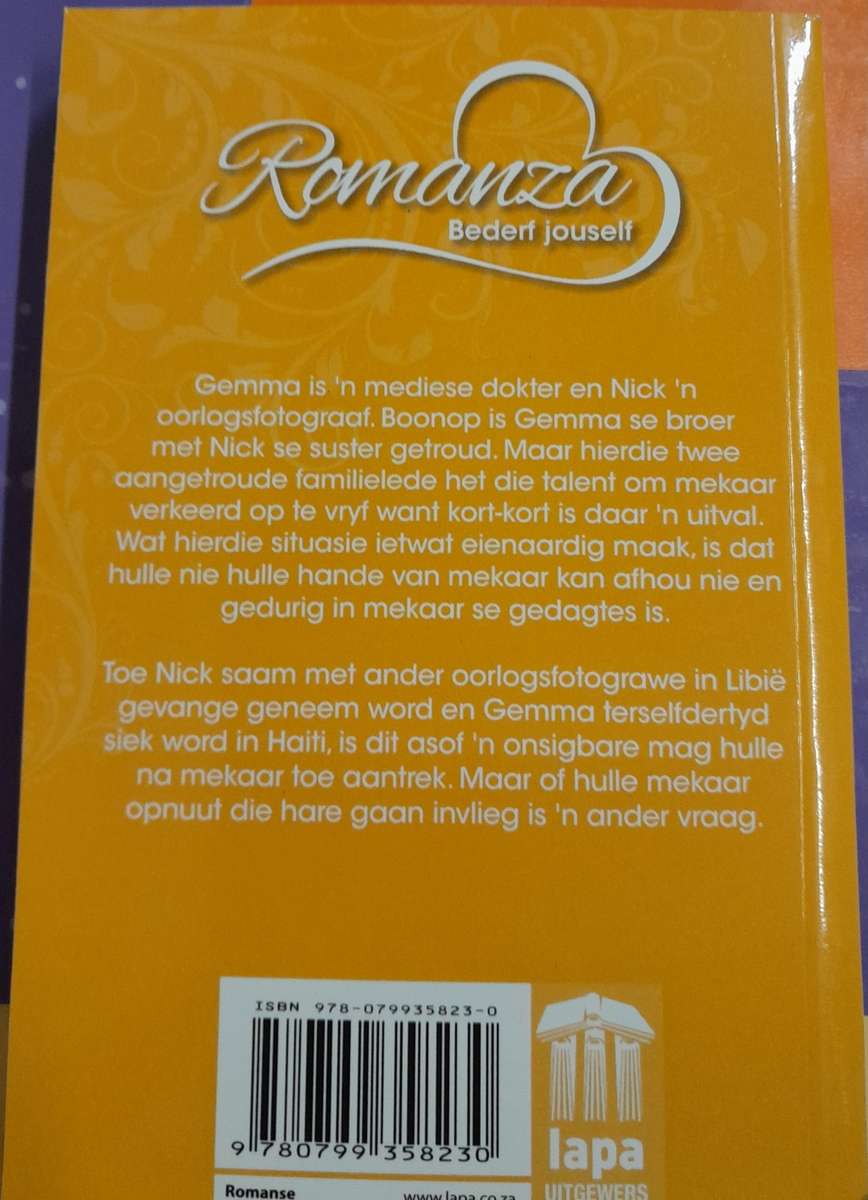 Romanza
Bederf jouself
Gemma is 'n mediese dokter en Nick 'n
oorlogsfotograaf. Boonop is Gemma se broer
met Nick se suster getroud. Maar hierdie twee
aangetroude familielede het die talent om mekaar
verkeerd op te vryf want kort-kort is daar 'n uitval.
Wat hierdie situasie ietwat eienaardig maak, is dat
hulle nie hulle hande van mekaar kan afhou nie en
gedurig in mekaar se gedagtes is.
Toe Nick saam met ander oorlogsfotograwe in Libië
gevange geneem word en Gemma terselfdertyd
siek word in Haiti, is dit asof 'n onsigbare mag hulle
na mekaar toe aantrek. Maar of hulle mekaar
opnuut die hare gaan invlieg is 'n ander vraag.
ISBN 978-079935823-0
9 780799 358230
lapa
UITGEWERS
Romanse
www.lapa.co.za